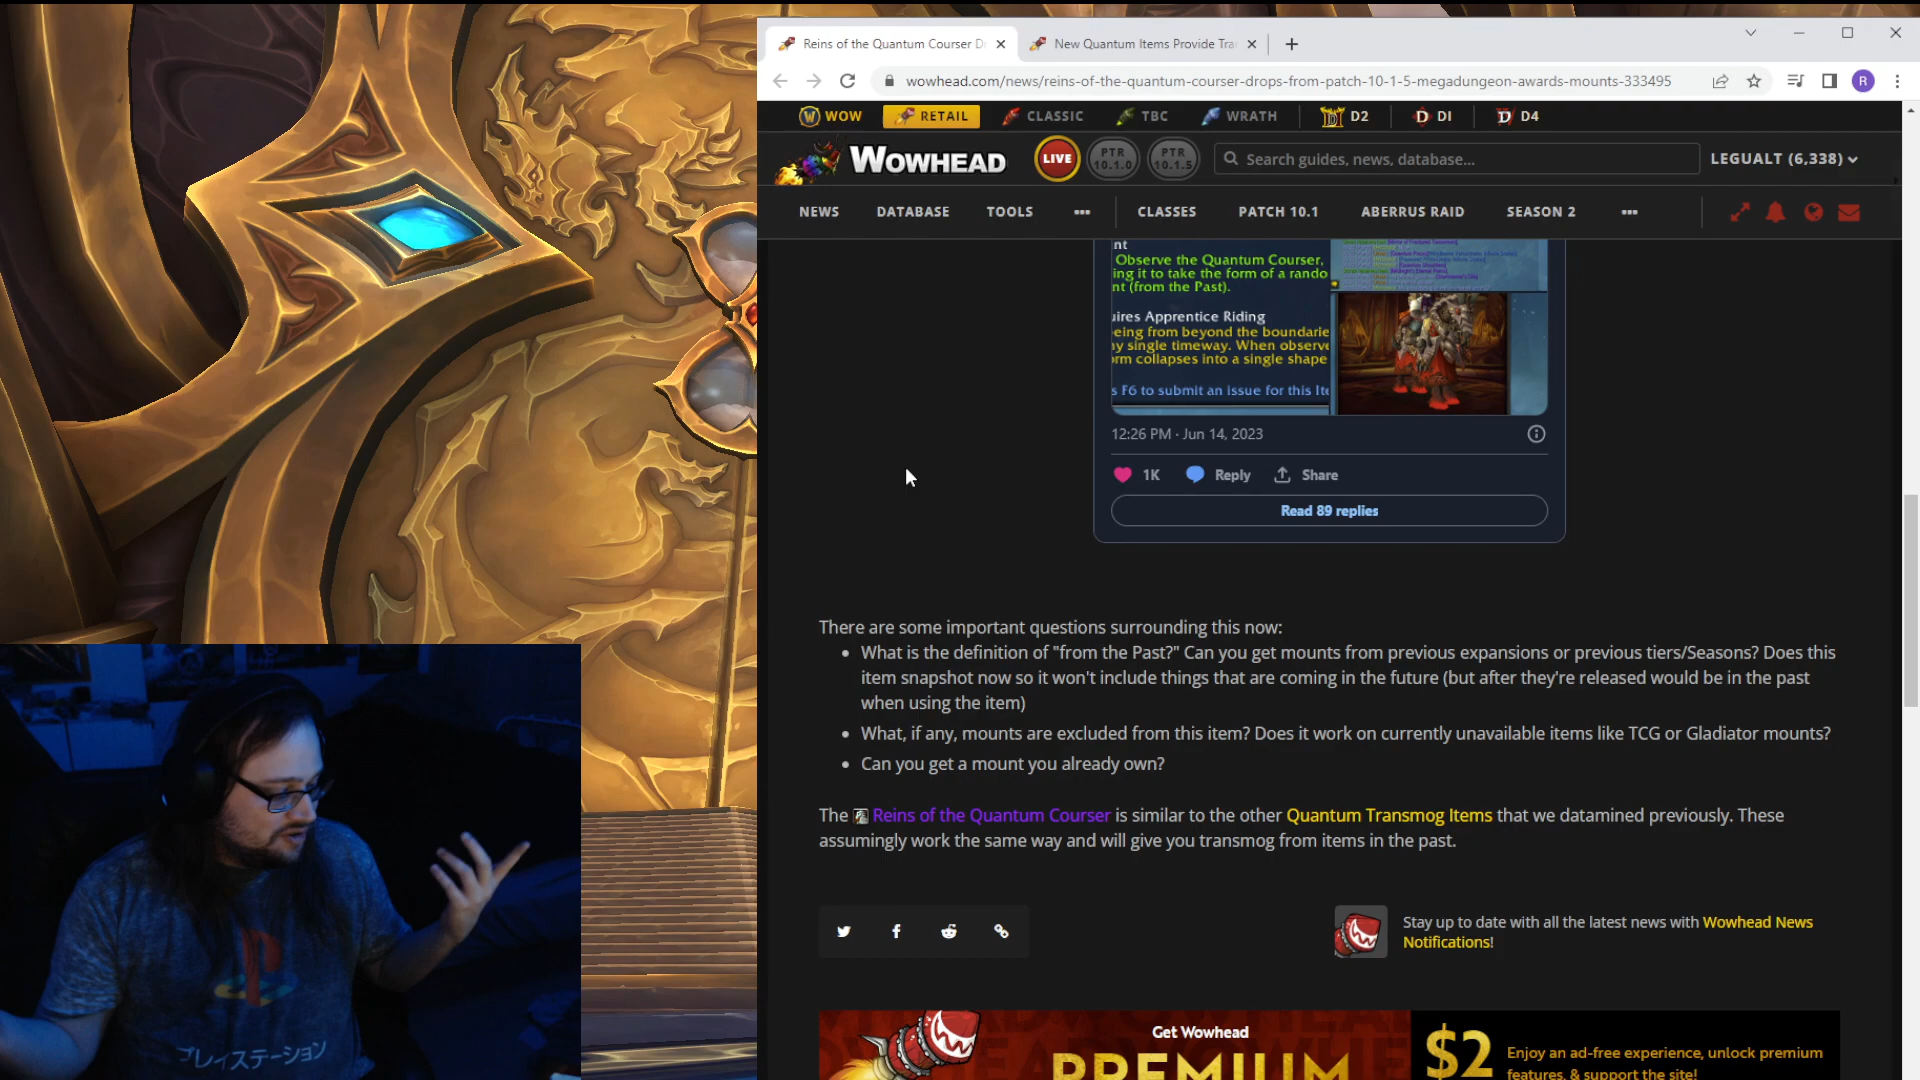 Reins of the Quantum Courser D
New Quantum Items Provide Tra
wowhead.com/news/reins-of-the-quantum-courser-drops-from-patch-10-1-5-megadungeon-awards-mounts-333495
R
WOW
RETAIL
CLASSIC
TBC
WRATH
D2
DI
D4
WOWHEAD
LIVE
PTR 10.1.0
PTR 10.1.5
Search guides, news, database...
LEGUALT (6,338)
NEWS
DATABASE
TOOLS
CLASSES
PATCH 10.1
ABERRUS RAID
SEASON 2
nt
Observe the Quantum Courser,
ing it to take the form of a rando
nt (from the Past).
uires Apprentice Riding
eing from beyond the boundarie
ny single timeway. When observe
orm collapses into a single shape
s F6 to submit an issue for this Ite
12:26 PM · Jun 14, 2023
1K
Reply
Share
Read 89 replies
There are some important questions surrounding this now:
What is the definition of "from the Past?" Can you get mounts from previous expansions or previous tiers/Seasons? Does this
item snapshot now so it won't include things that are coming in the future (but after they're released would be in the past
when using the item)
What, if any, mounts are excluded from this item? Does it work on currently unavailable items like TCG or Gladiator mounts?
Can you get a mount you already own?
The Reins of the Quantum Courser is similar to the other Quantum Transmog Items that we datamined previously. These
assumingly work the same way and will give you transmog from items in the past.
Stay up to date with all the latest news with Wowhead News
Notifications!
Get Wowhead
PREMIUM
$2
Enjoy an ad-free experience, unlock premium
features, & support the site!
プレイステーション